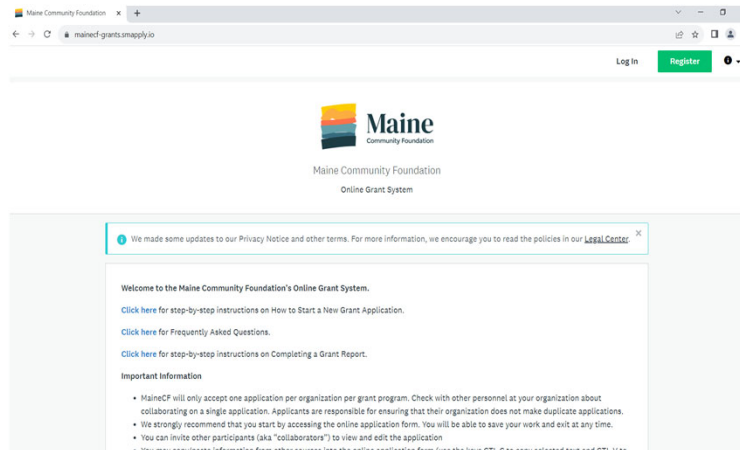 Maine Community Foundation
mainecf-grants.smapply.io
Log In
Register
Maine
Community Foundation
Maine Community Foundation
Online Grant System
We made some updates to our Privacy Notice and other terms. For more information, we encourage you to read the policies in our Legal Center.
Welcome to the Maine Community Foundation's Online Grant System.
Click here for step-by-step instructions on How to Start a New Grant Application.
Click here for Frequently Asked Questions.
Click here for step-by-step instructions on Completing a Grant Report.
Important Information
• MaineCF will only accept one application per organization per grant program. Check with other personnel at your organization about
collaborating on a single application. Applicants are responsible for ensuring that their organization does not make duplicate applications.
• We strongly recommend that you start by accessing the online application form. You will be able to save your work and exit at any time.
• You can invite other participants (aka "collaborators") to view and edit the application